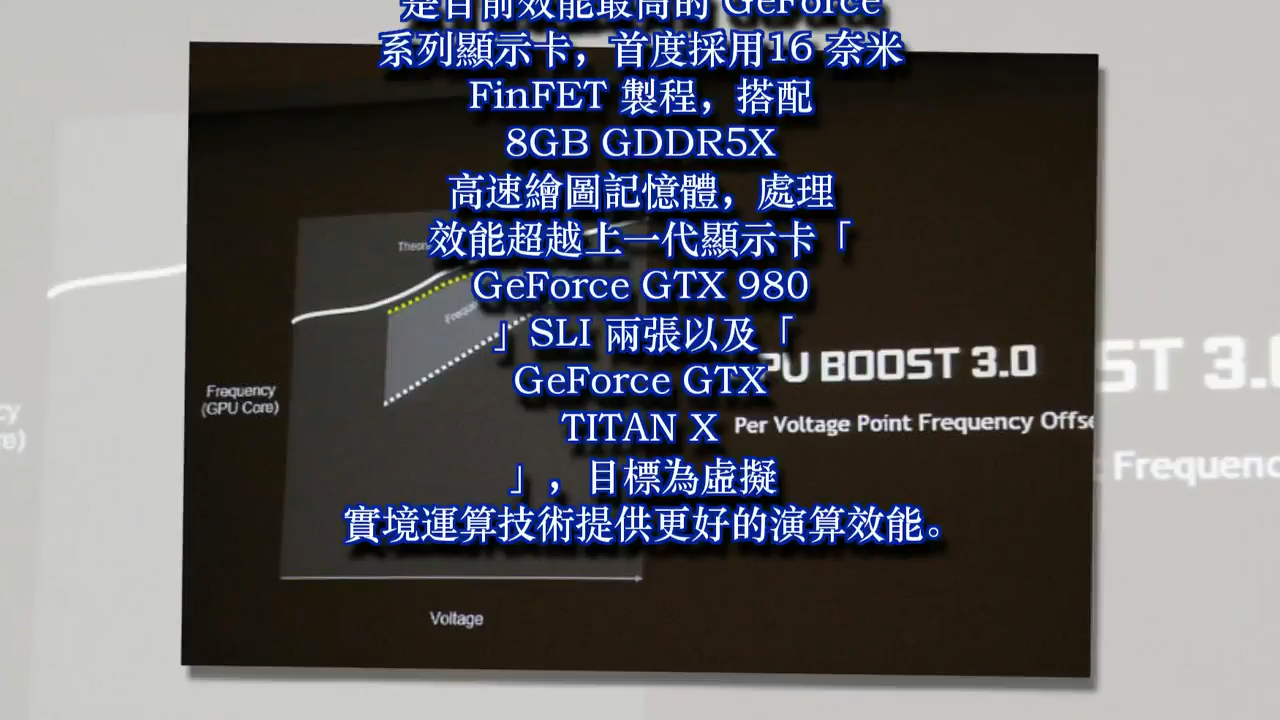 是目前效能最高的 GeForce
系列顯示卡，首度採用16 奈米
FinFET 製程，搭配
8GB GDDR5X
高速繪圖記憶體，處理
效能超越上一代顯示卡「
GeForce GTX 980
」SLI 兩張以及「
GeForce GTX
TITAN X
」，目標為虛擬
實境運算技術提供更好的演算效能。
PU BOOST 3.0
Per Voltage Point Frequency Offse
Frequency
(GPU Core)
Voltage
ST 3.0
Frequenc